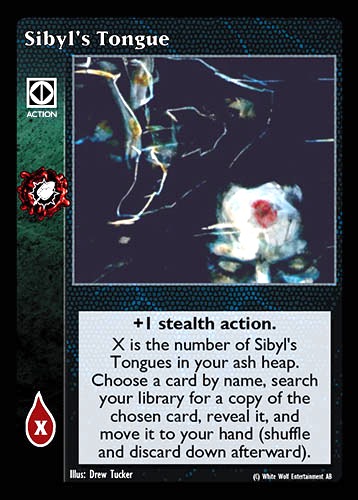 Sibyl's Tongue
ACTION
+1 stealth action.
X is the number of Sibyl's
Tongues in your ash heap.
Choose a card by name, search
your library for a copy of the
chosen card, reveal it, and
move it to your hand (shuffle
and discard down afterward).
X
Illus: Drew Tucker
(C) White Wolf Entertainment AB